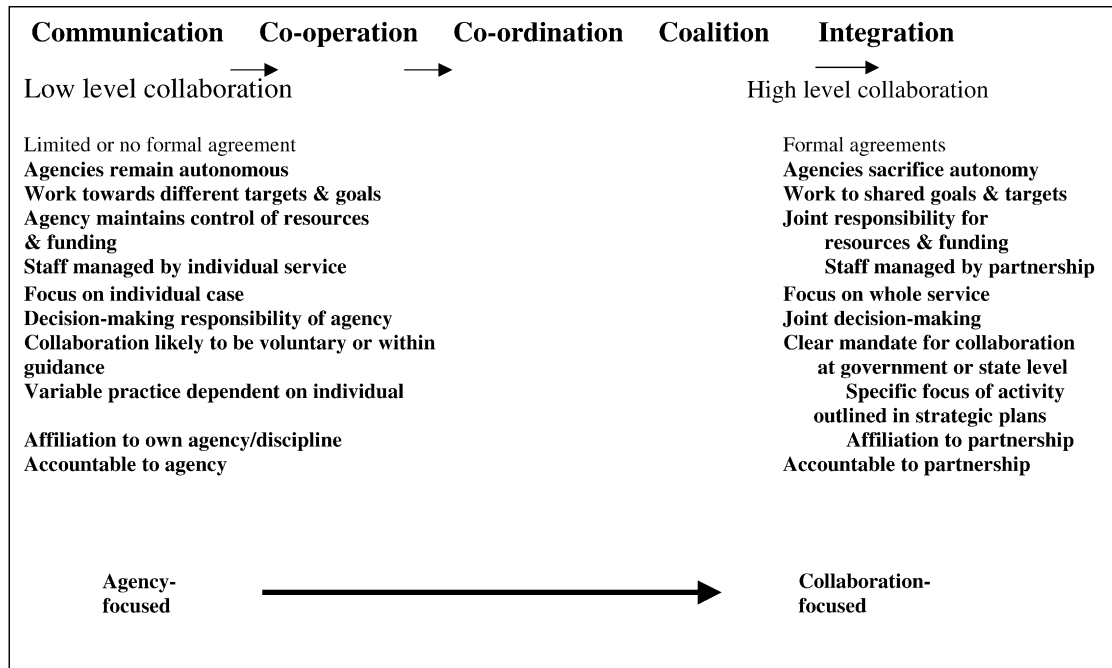 Communication Co-operation Co-ordination Coalition Integration
Low level collaboration High level collaboration
Limited or no formal agreement Formal agreements
Agencies remain autonomous Agencies sacrifice autonomy
Work towards different targets & goals Work to shared goals & targets
Agency maintains control of resources Joint responsibility for
& funding resources & funding
Staff managed by individual service Staff managed by partnership
Focus on individual case Focus on whole service
Decision-making responsibility of agency Joint decision-making
Collaboration likely to be voluntary or within Clear mandate for collaboration
guidance at government or state level
Variable practice dependent on individual Specific focus of activity
outlined in strategic plans
Affiliation to own agency/discipline Affiliation to partnership
Accountable to agency Accountable to partnership
Agency- Collaboration-
focused focused